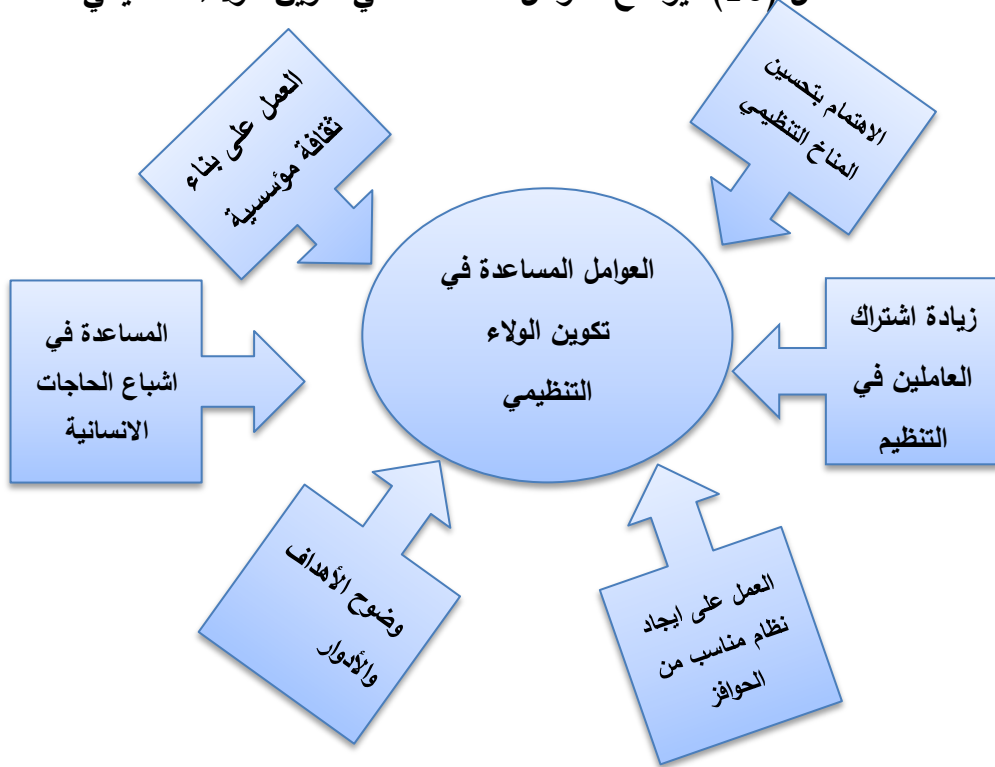 العمل على بناء
ثقافة مؤسسية
الاهتمام بتحسين
المناخ التنظيمي
العوامل المساعدة في
تكوين الولاء
التنظيمي
المساعدة في
اشباع الحاجات
الانسانية
زيادة اشتراك
العاملين في
التنظيم
وضوح الأهداف
والأدوار
العمل على ايجاد
نظام مناسب من
الحوافز